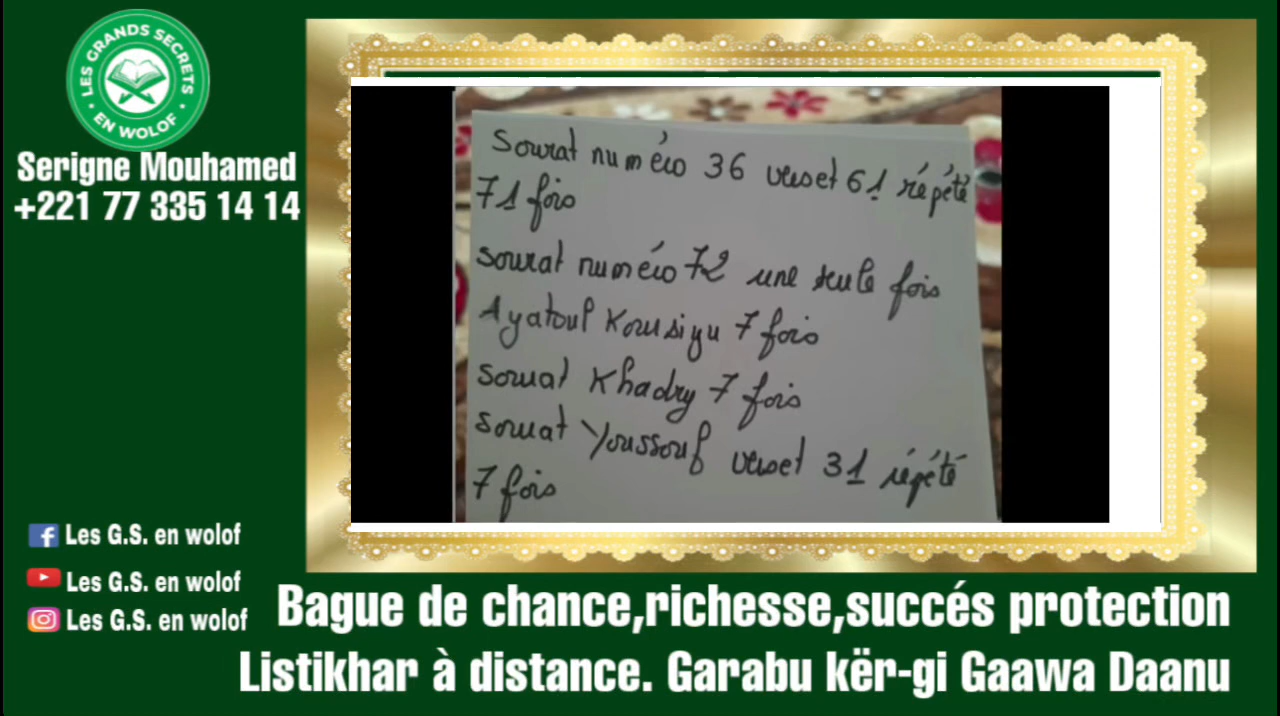 LES GRANDS SECRETS
EN WOLOF
Serigne Mouhamed
+221 77 335 14 14
Sourat numéro 36 verset 61 répété
71 fois
sourat numéro 72 une seule fois
Ayatoul Koursiyu 7 fois
sourat Khadry 7 fois
sourat Youssouf verset 31 répété
7 fois
Les G.S. en wolof
Les G.S. en wolof
Les G.S. en wolof
Bague de chance,richesse,succés protection
Listikhar à distance. Garabu kër-gi Gaawa Daanu